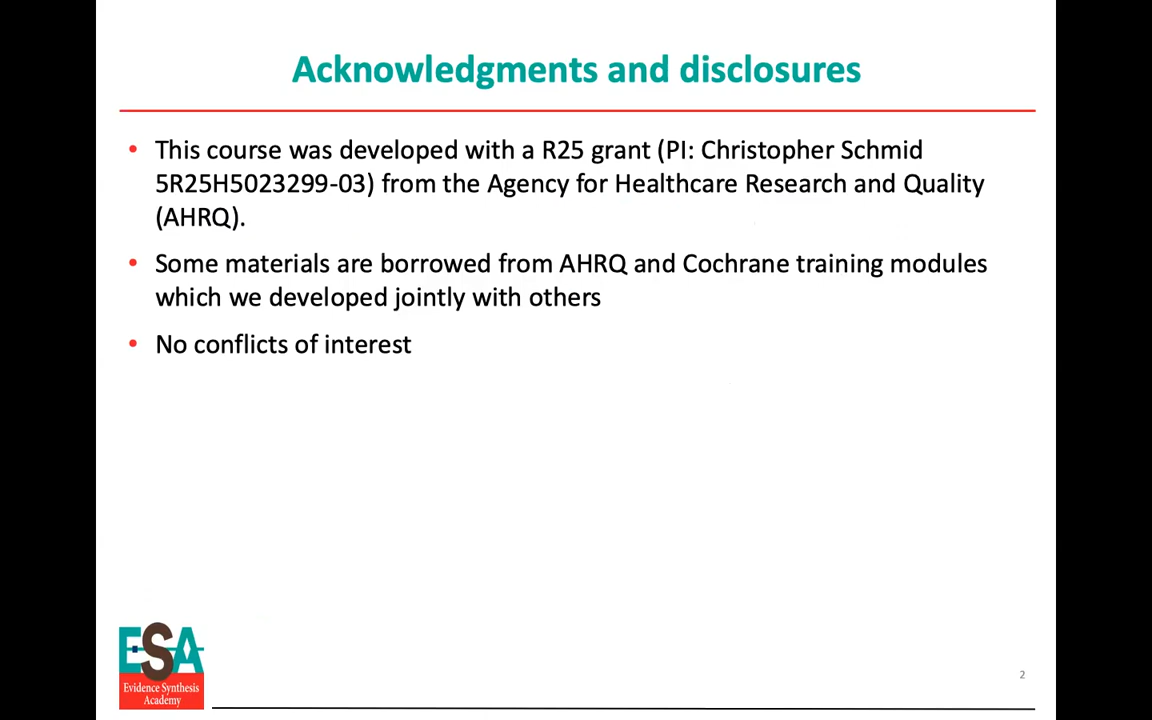 Acknowledgments and disclosures
• This course was developed with a R25 grant (PI: Christopher Schmid
5R25H5023299-03) from the Agency for Healthcare Research and Quality
(AHRQ).
• Some materials are borrowed from AHRQ and Cochrane training modules
which we developed jointly with others
• No conflicts of interest
ESA
Evidence Synthesis
Academy
2